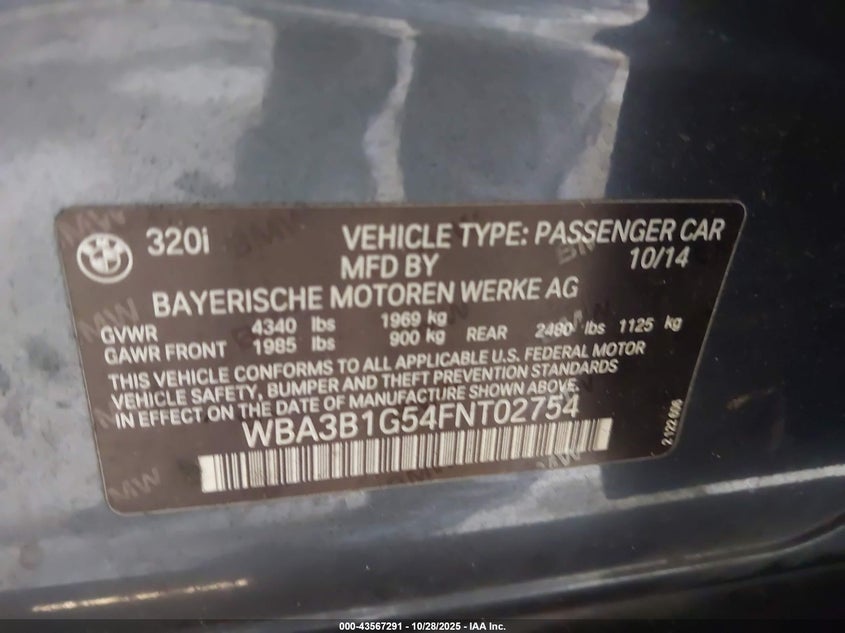 320i VEHICLE TYPE: PASSENGER CAR
MFD BY 10/14
BAYERISCHE MOTOREN WERKE AG
GVWR 4340 lbs 1969 kg
GAWR FRONT 1985 lbs 900 kg REAR 2480 lbs 1125 kg
THIS VEHICLE CONFORMS TO ALL APPLICABLE U.S. FEDERAL MOTOR
VEHICLE SAFETY, BUMPER AND THEFT PREVENTION STANDARDS
IN EFFECT ON THE DATE OF MANUFACTURE SHOWN ABOVE.
WBA3B1G54FNT02754
2 122 606
000-43567291 - 10/28/2025 - IAA Inc.